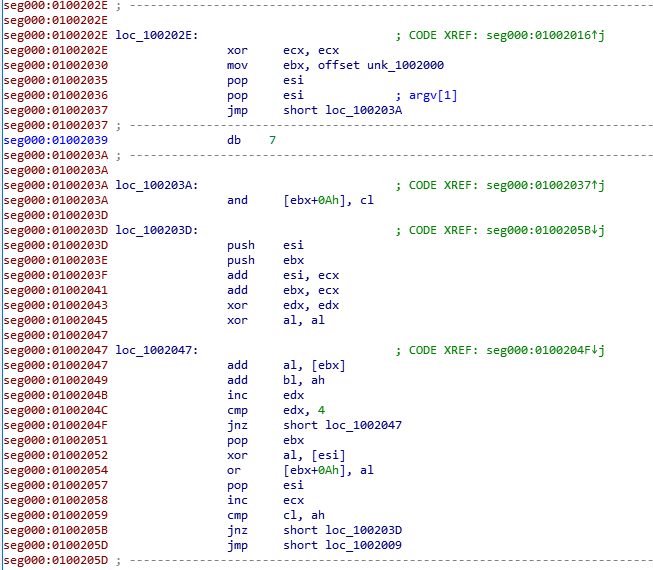 seg000:0100202E ; ---------------------------------------------------------------------------
seg000:0100202E
seg000:0100202E loc_100202E: ; CODE XREF: seg000:01002016↑j
seg000:0100202E xor ecx, ecx
seg000:01002030 mov ebx, offset unk_1002000
seg000:01002035 pop esi
seg000:01002036 pop esi ; argv[1]
seg000:01002037 jmp short loc_100203A
seg000:01002037 ; ---------------------------------------------------------------------------
seg000:01002039 db 7
seg000:0100203A ; ---------------------------------------------------------------------------
seg000:0100203A
seg000:0100203A loc_100203A: ; CODE XREF: seg000:01002037↑j
seg000:0100203A and [ebx+0Ah], cl
seg000:0100203D
seg000:0100203D loc_100203D: ; CODE XREF: seg000:0100205B↓j
seg000:0100203D push esi
seg000:0100203E push ebx
seg000:0100203F add esi, ecx
seg000:01002041 add ebx, ecx
seg000:01002043 xor edx, edx
seg000:01002045 xor al, al
seg000:01002047
seg000:01002047 loc_1002047: ; CODE XREF: seg000:0100204F↓j
seg000:01002047 add al, [ebx]
seg000:01002049 add bl, ah
seg000:0100204B inc edx
seg000:0100204C cmp edx, 4
seg000:0100204F jnz short loc_1002047
seg000:01002051 pop ebx
seg000:01002052 xor al, [esi]
seg000:01002054 or [ebx+0Ah], al
seg000:01002057 pop esi
seg000:01002058 inc ecx
seg000:01002059 cmp cl, ah
seg000:0100205B jnz short loc_100203D
seg000:0100205D jmp short loc_1002009
seg000:0100205D ; ---------------------------------------------------------------------------